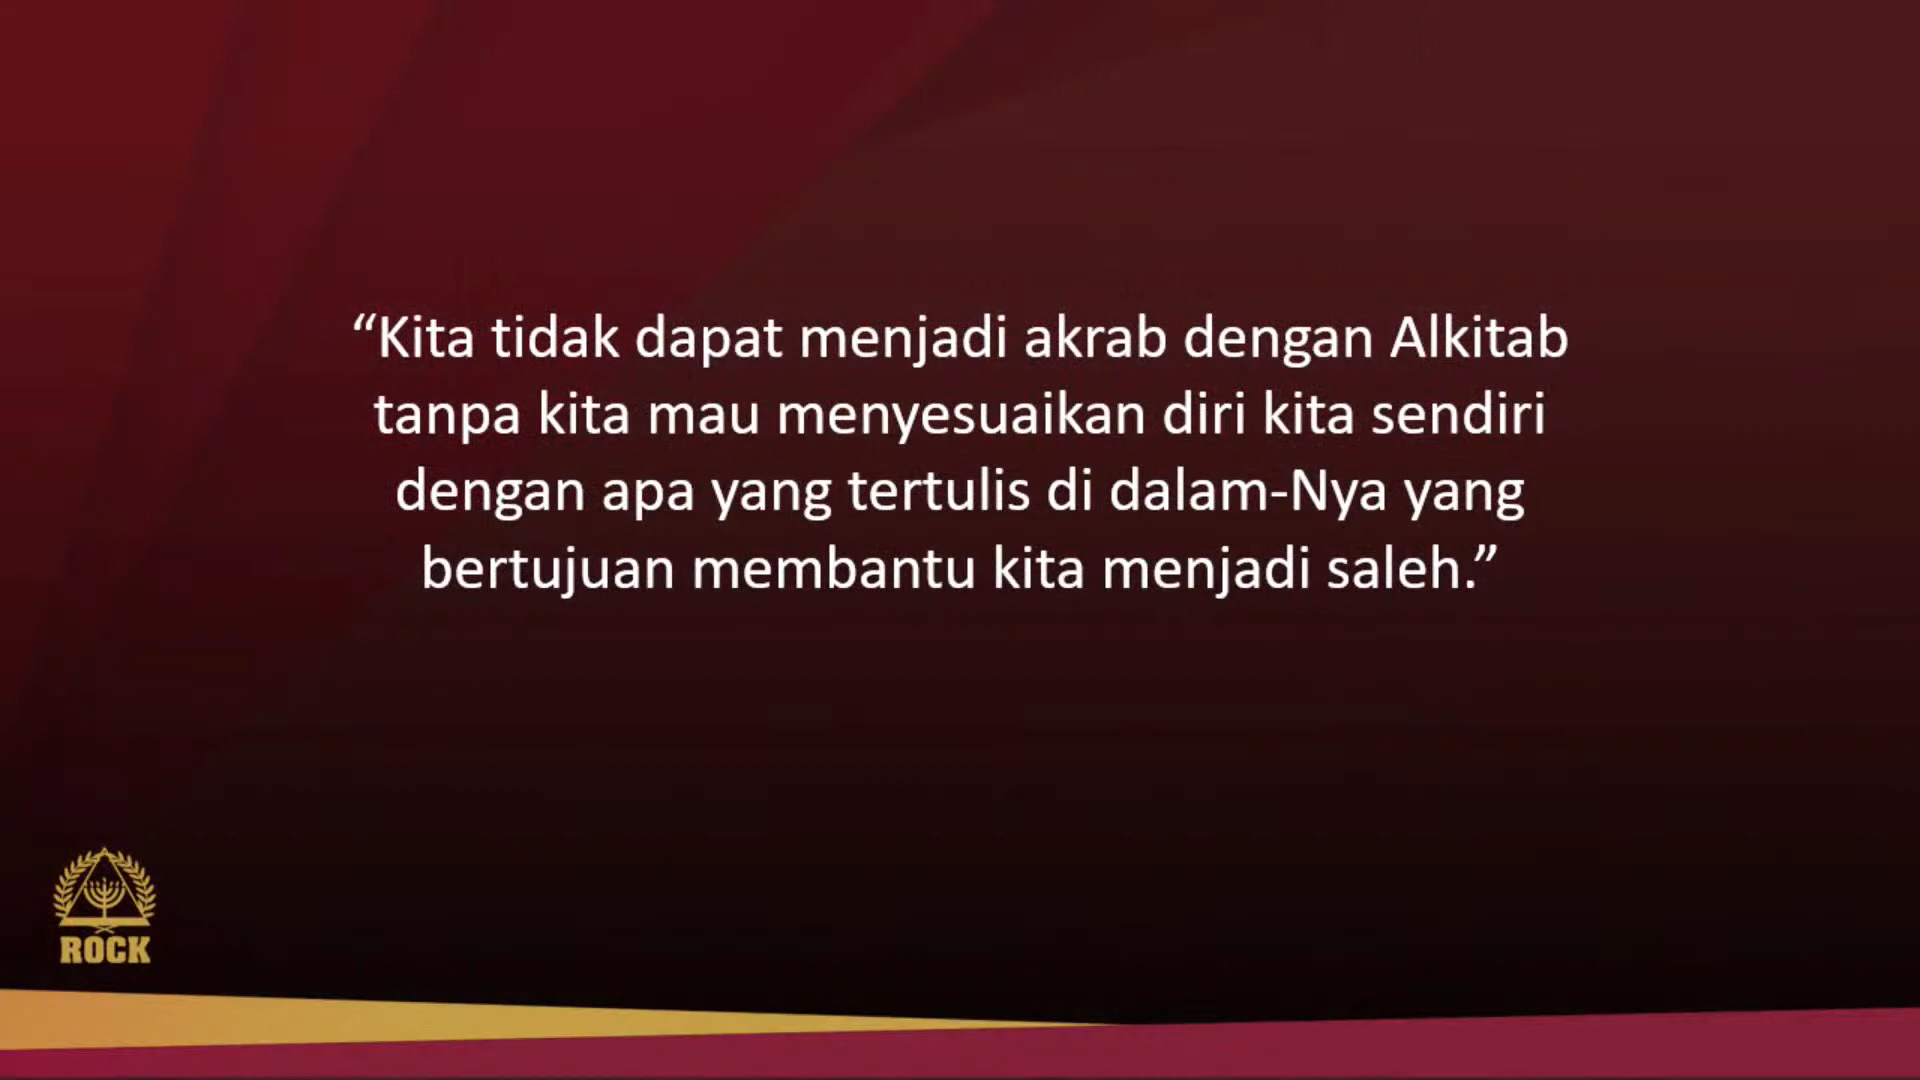 “Kita tidak dapat menjadi akrab dengan Alkitab
tanpa kita mau menyesuaikan diri kita sendiri
dengan apa yang tertulis di dalam-Nya yang
bertujuan membantu kita menjadi saleh.”
ROCK